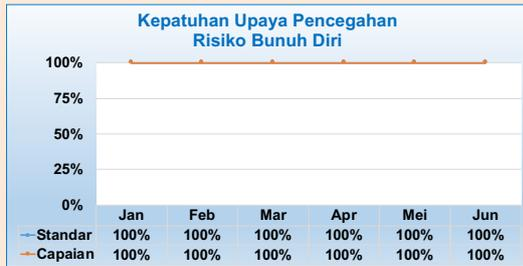 Kepatuhan Upaya Pencegahan
Risiko Bunuh Diri
100%
75%
50%
25%
0%
Jan Feb Mar Apr Mei Jun
Standar 100% 100% 100% 100% 100% 100%
Capaian 100% 100% 100% 100% 100% 100%